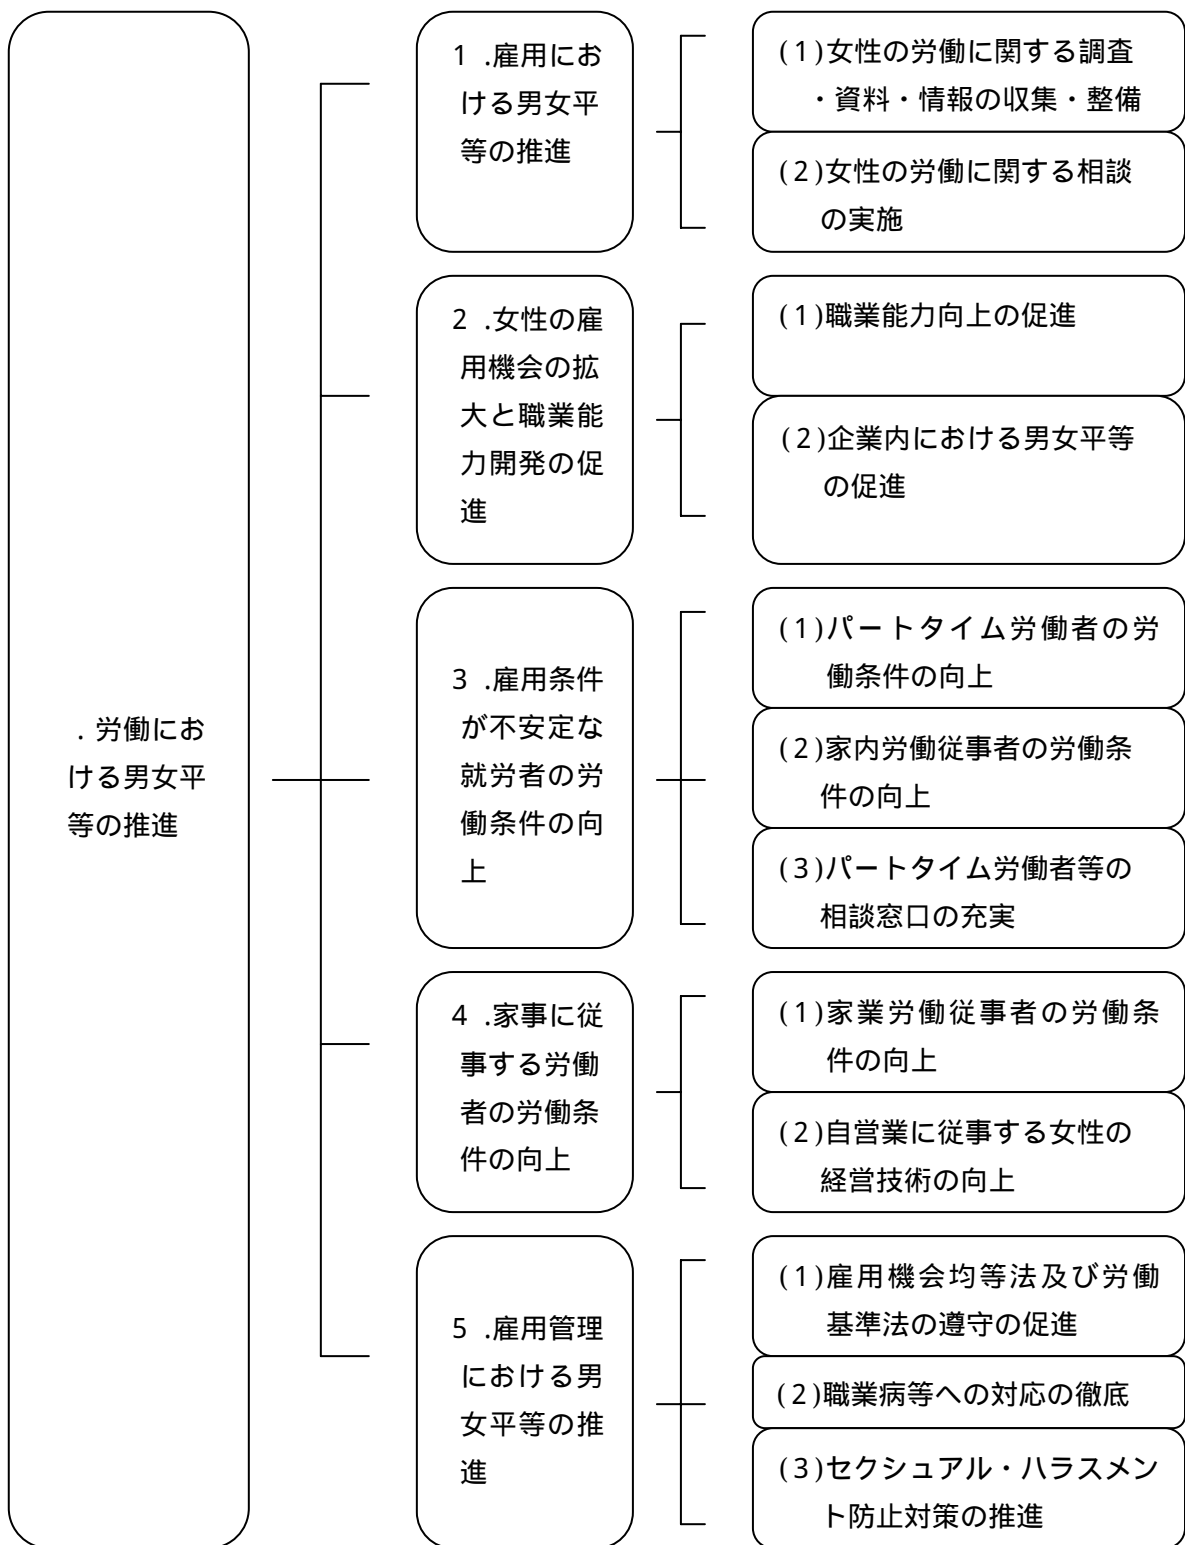 ．労働にお
ける男女平
等の推進
1．雇用にお
ける男女平
等の推進
(1)女性の労働に関する調査
・資料・情報の収集・整備
(2)女性の労働に関する相談
の実施
2．女性の雇
用機会の拡
大と職業能
力開発の促
進
(1)職業能力向上の促進
(2)企業内における男女平等
の促進
3．雇用条件
が不安定な
就労者の労
働条件の向
上
(1)パートタイム労働者の労
働条件の向上
(2)家内労働従事者の労働条
件の向上
(3)パートタイム労働者等の
相談窓口の充実
4．家事に従
事する労働
者の労働条
件の向上
(1)家業労働従事者の労働条
件の向上
(2)自営業に従事する女性の
経営技術の向上
5．雇用管理
における男
女平等の推
進
(1)雇用機会均等法及び労働
基準法の遵守の促進
(2)職業病等への対応の徹底
(3)セクシュアル・ハラスメン
ト防止対策の推進